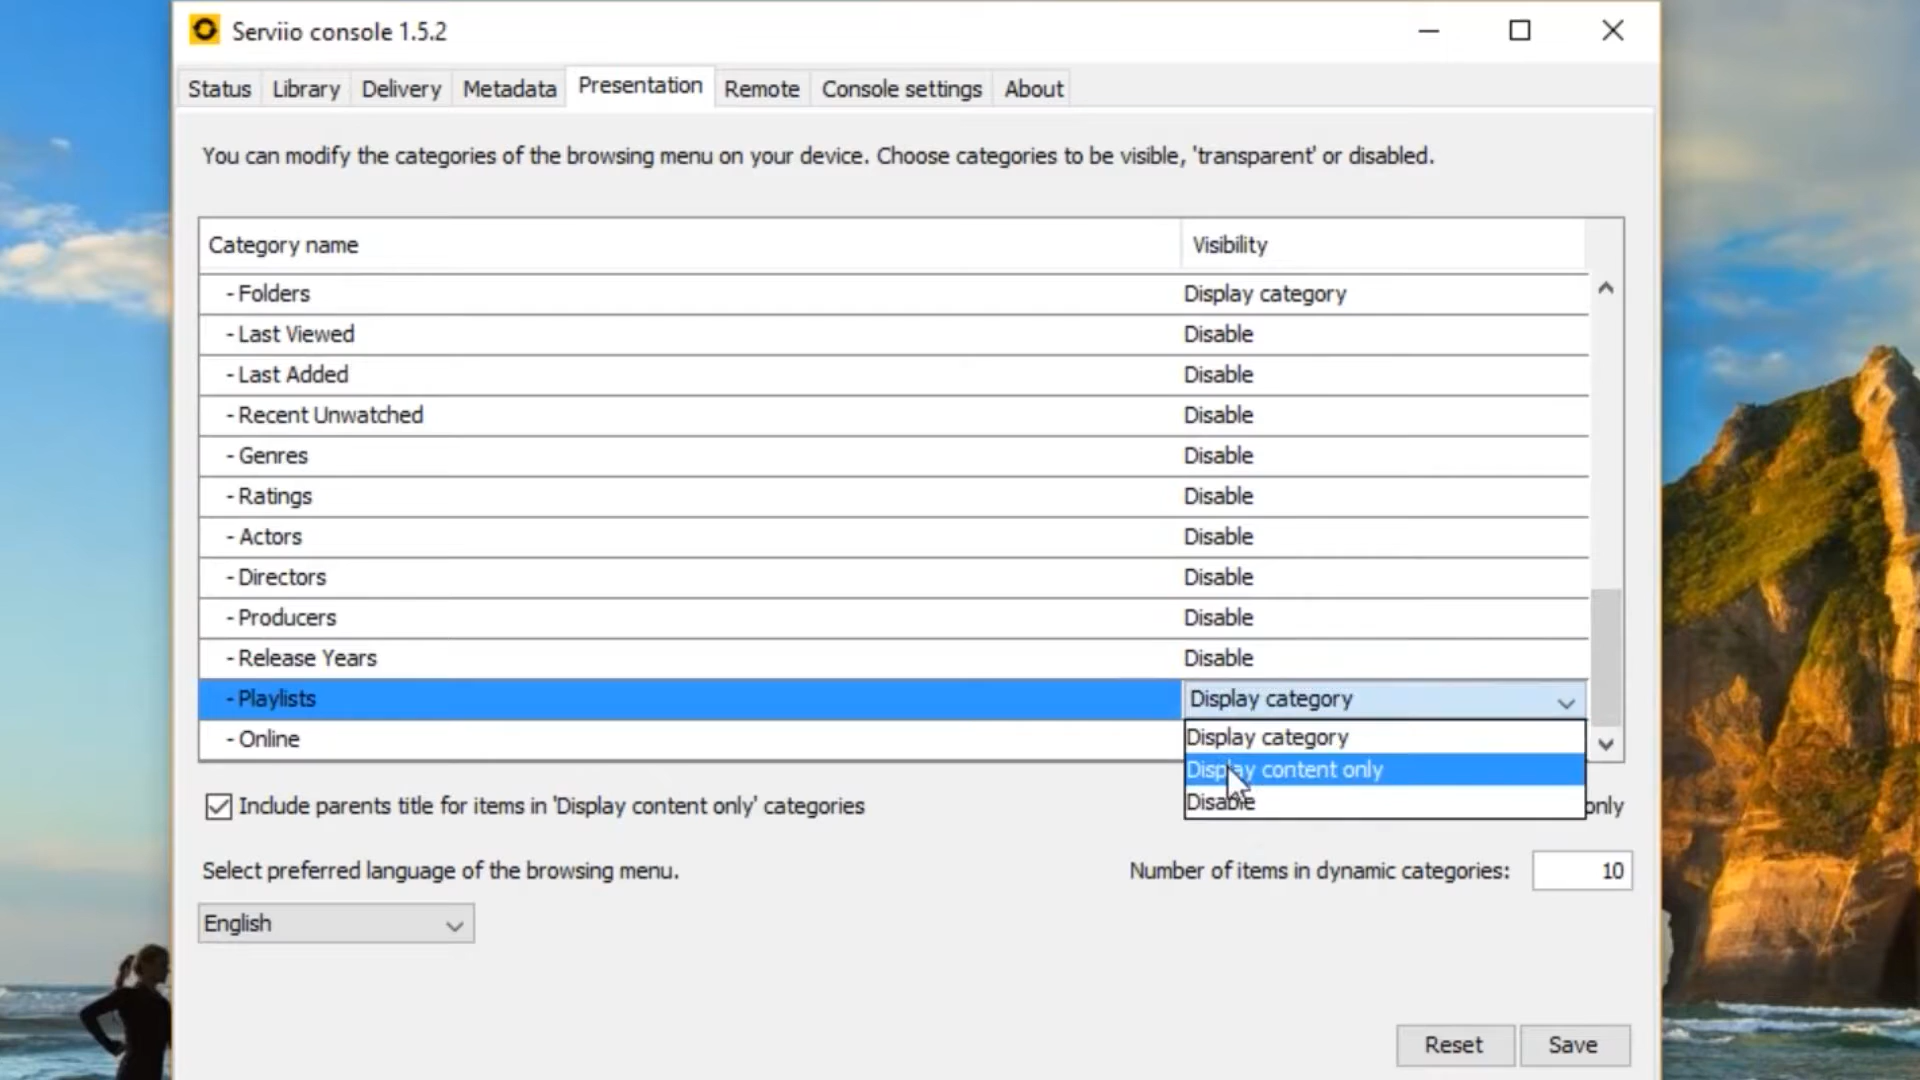 Serviio console 1.5.2
Status Library Delivery Metadata Presentation Remote Console settings About
You can modify the categories of the browsing menu on your device. Choose categories to be visible, 'transparent' or disabled.
Category name Visibility
- Folders Display category
- Last Viewed Disable
- Last Added Disable
- Recent Unwatched Disable
- Genres Disable
- Ratings Disable
- Actors Disable
- Directors Disable
- Producers Disable
- Release Years Disable
- Playlists Display category
- Online Display category
Display content only
Include parents title for items in 'Display content only' categories Disable only
Select preferred language of the browsing menu. Number of items in dynamic categories: 10
English
Reset Save